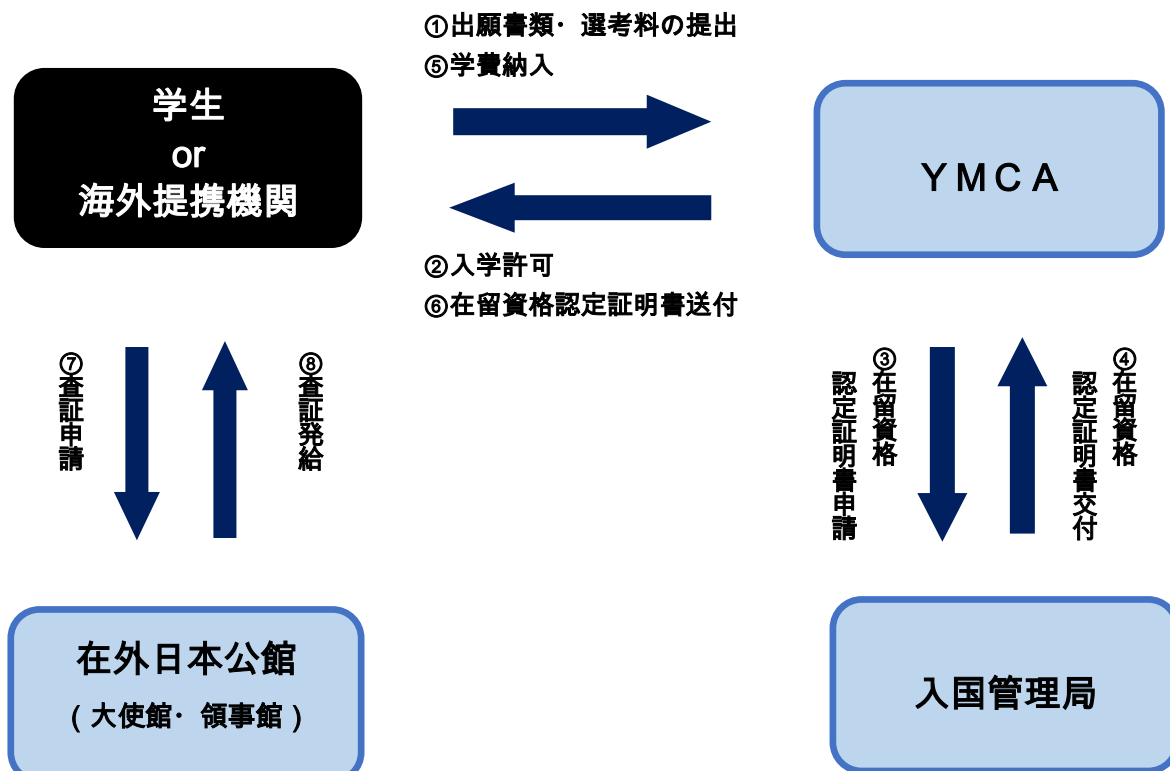 ①出願書類・選考料の提出
⑤学費納入
学生
or
海外提携機関
YMCA
②入学許可
⑥在留資格認定証明書送付
⑦査証申請
⑧査証発給
③在留資格
認定証明書申請
④在留資格
認定証明書交付
在外日本公館
(大使館・領事館)
入国管理局